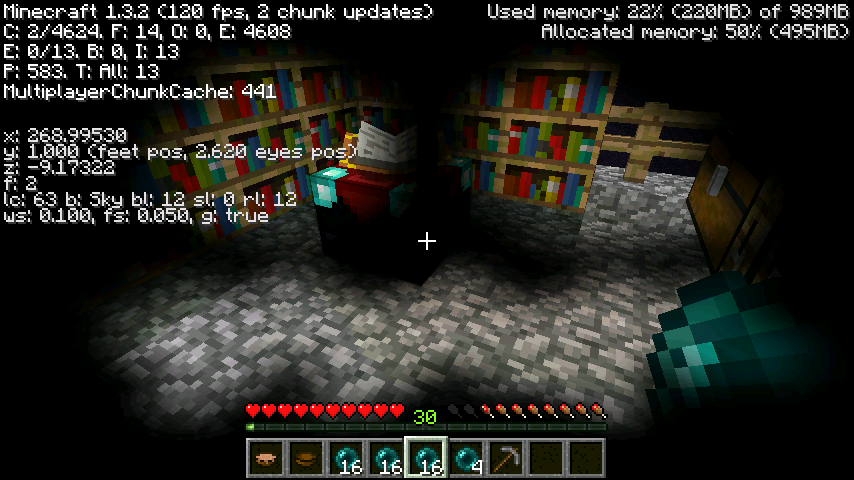 Minecraft 1.3.2 (120 fps, 2 chunk updates)
C: 2/4624, F: 14, O: 0, E: 4608
E: 0/13. B: 0, I: 13
P: 583. T: All: 13
MultiplayerChunkCache: 441
Used memory: 22% (220MB) of 989MB
Allocated memory: 50% (495MB)
x: 268.99530
y: 1.000 (feet pos, 2.620 eyes pos)
z: -9.17322
f: 2
lc: 63 b: Sky bl: 12 sl: 0 rl: 12
ws: 0.100, fs: 0.050, g: true
30
16 16 16 4